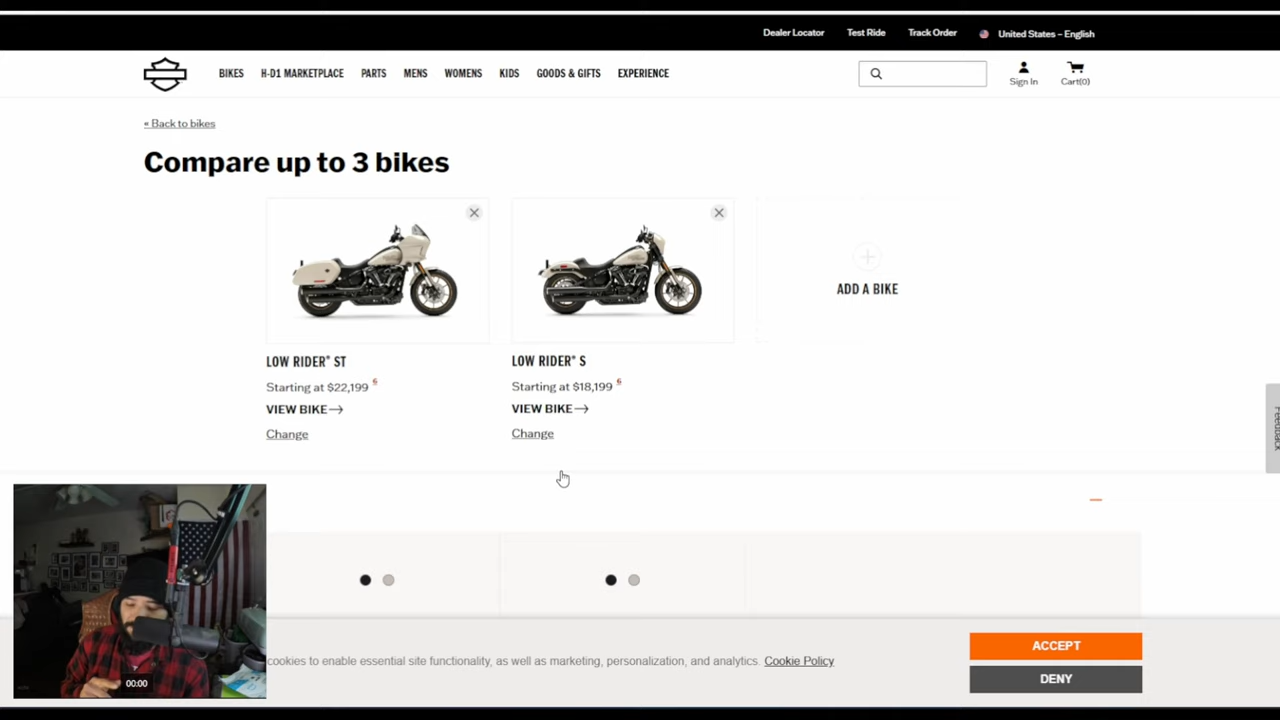 Dealer Locator Test Ride Track Order United States – English
BIKES H-D1 MARKETPLACE PARTS MENS WOMENS KIDS GOODS & GIFTS EXPERIENCE
Sign In Cart(0)
« Back to bikes
Compare up to 3 bikes
ADD A BIKE
LOW RIDER® ST LOW RIDER® S
Starting at $22,199 6 Starting at $18,199 6
VIEW BIKE→ VIEW BIKE→
Change Change
Feedback
ACCEPT
cookies to enable essential site functionality, as well as marketing, personalization, and analytics. Cookie Policy
DENY
00:00